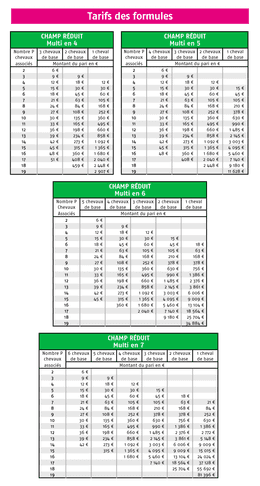 Tarifs des formules
CHAMP RÉDUIT
Multi en 4
Nombre P 3 chevaux 2 chevaux 1 cheval
chevaux de base de base de base
associés Montant du pari en €
2 6 €
3 9 € 9 €
4 12 € 18 € 12 €
5 15 € 30 € 30 €
6 18 € 45 € 60 €
7 21 € 63 € 105 €
8 24 € 84 € 168 €
9 27 € 108 € 252 €
10 30 € 135 € 360 €
11 33 € 165 € 495 €
12 36 € 198 € 660 €
13 39 € 234 € 858 €
14 42 € 273 € 1 092 €
15 45 € 315 € 1 365 €
16 48 € 360 € 1 680 €
17 51 € 408 € 2 040 €
18 459 € 2 448 €
19 2 907 €
CHAMP RÉDUIT
Multi en 5
Nombre P 4 chevaux 3 chevaux 2 chevaux 1 cheval
chevaux de base de base de base de base
associés Montant du pari en €
2 6 €
3 9 € 9 €
4 12 € 18 € 12 €
5 15 € 30 € 30 € 15 €
6 18 € 45 € 60 € 45 €
7 21 € 63 € 105 € 105 €
8 24 € 84 € 168 € 210 €
9 27 € 108 € 252 € 378 €
10 30 € 135 € 360 € 630 €
11 33 € 165 € 495 € 990 €
12 36 € 198 € 660 € 1 485 €
13 39 € 234 € 858 € 2 145 €
14 42 € 273 € 1 092 € 3 003 €
15 45 € 315 € 1 365 € 4 095 €
16 48 € 360 € 1 680 € 5 460 €
17 408 € 2 040 € 7 140 €
18 2 448 € 9 180 €
19 11 628 €
CHAMP RÉDUIT
Multi en 6
Nombre P 5 chevaux 4 chevaux 3 chevaux 2 chevaux 1 cheval
Chevaux de base de base de base de base de base
Associés Montant du pari en €
2 6 €
3 9 € 9 €
4 12 € 18 € 12 €
5 15 € 30 € 30 € 15 €
6 18 € 45 € 60 € 45 € 18 €
7 21 € 63 € 105 € 105 € 63 €
8 24 € 84 € 168 € 210 € 168 €
9 27 € 108 € 252 € 378 € 378 €
10 30 € 135 € 360 € 630 € 756 €
11 33 € 165 € 495 € 990 € 1 386 €
12 36 € 198 € 660 € 1 485 € 2 376 €
13 39 € 234 € 858 € 2 145 € 3 861 €
14 42 € 273 € 1 092 € 3 003 € 6 006 €
15 45 € 315 € 1 365 € 4 095 € 9 009 €
16 360 € 1 680 € 5 460 € 13 104 €
17 2 040 € 7 140 € 18 564 €
18 9 180 € 25 704 €
19 34 884 €
CHAMP RÉDUIT
Multi en 7
Nombre P 6 chevaux 5 chevaux 4 chevaux 3 chevaux 2 chevaux 1 cheval
Chevaux de base de base de base de base de base de base
Associés Montant du pari en €
2 6 €
3 9 € 9 €
4 12 € 18 € 12 €
5 15 € 30 € 30 € 15 €
6 18 € 45 € 60 € 45 € 18 €
7 21 € 63 € 105 € 105 € 63 € 21 €
8 24 € 84 € 168 € 210 € 168 € 84 €
9 27 € 108 € 252 € 378 € 378 € 252 €
10 30 € 135 € 360 € 630 € 756 € 630 €
11 33 € 165 € 495 € 990 € 1 386 € 1 386 €
12 36 € 198 € 660 € 1 485 € 2 376 € 2 772 €
13 39 € 234 € 858 € 2 145 € 3 861 € 5 148 €
14 42 € 273 € 1 092 € 3 003 € 6 006 € 9 009 €
15 315 € 1 365 € 4 095 € 9 009 € 15 015 €
16 1 680 € 5 460 € 13 104 € 24 024 €
17 7 140 € 18 564 € 37 128 €
18 25 704 € 55 692 €
19 81 396 €